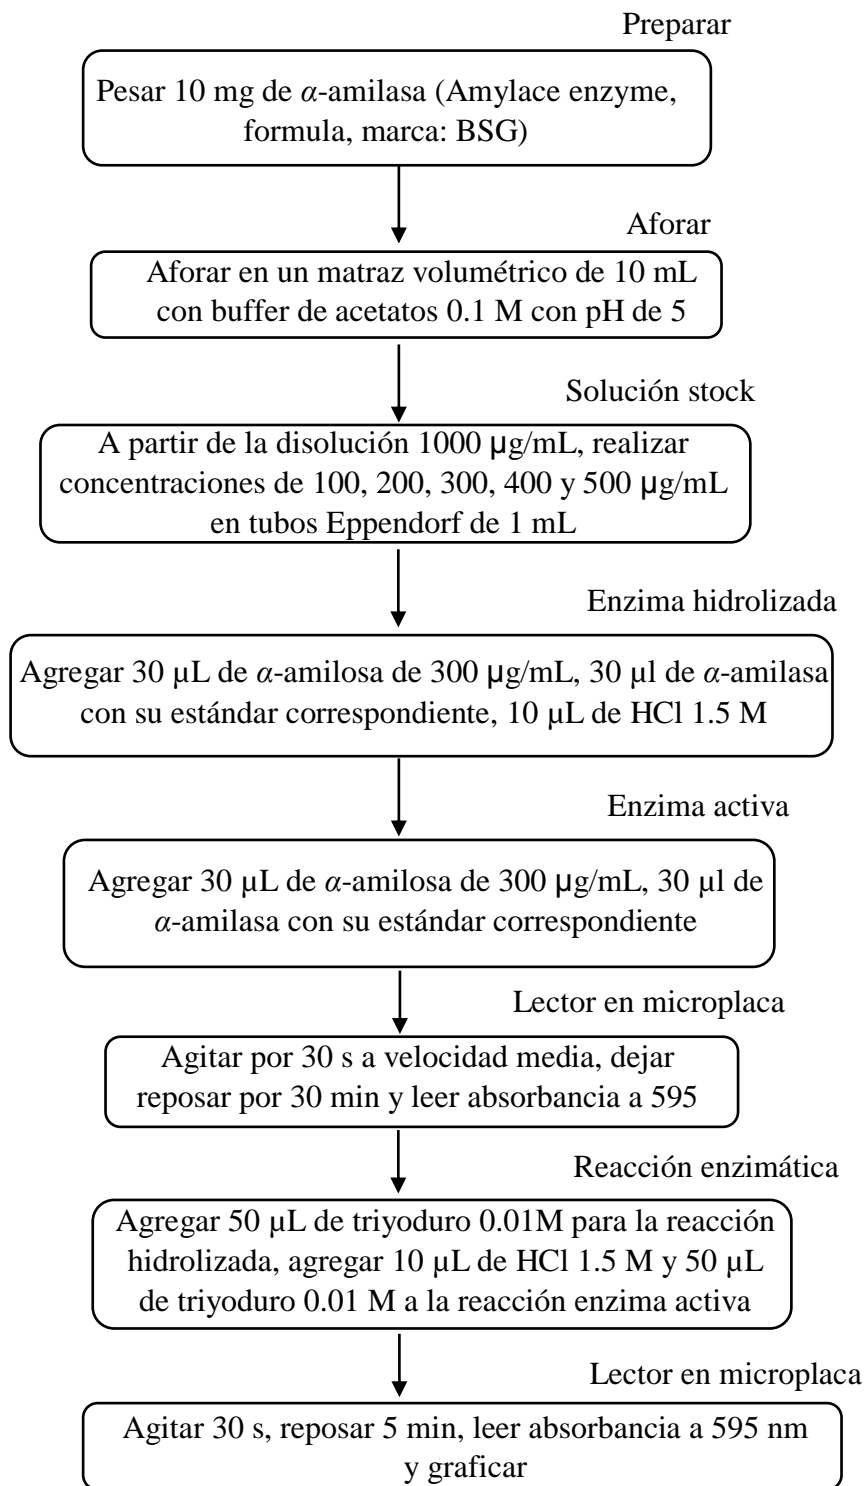 Preparar
Pesar 10 mg de α-amilasa (Amylace enzyme,
formula, marca: BSG)
Aforar
Aforar en un matraz volumétrico de 10 mL
con buffer de acetatos 0.1 M con pH de 5
Solución stock
A partir de la disolución 1000 µg/mL, realizar
concentraciones de 100, 200, 300, 400 y 500 µg/mL
en tubos Eppendorf de 1 mL
Enzima hidrolizada
Agregar 30 µL de α-amilosa de 300 µg/mL, 30 µl de α-amilasa
con su estándar correspondiente, 10 µL de HCl 1.5 M
Enzima activa
Agregar 30 µL de α-amilosa de 300 µg/mL, 30 µl de
α-amilasa con su estándar correspondiente
Lector en microplaca
Agitar por 30 s a velocidad media, dejar
reposar por 30 min y leer absorbancia a 595
Reacción enzimática
Agregar 50 µL de triyoduro 0.01M para la reacción
hidrolizada, agregar 10 µL de HCl 1.5 M y 50 µL
de triyoduro 0.01 M a la reacción enzima activa
Lector en microplaca
Agitar 30 s, reposar 5 min, leer absorbancia a 595 nm
y graficar